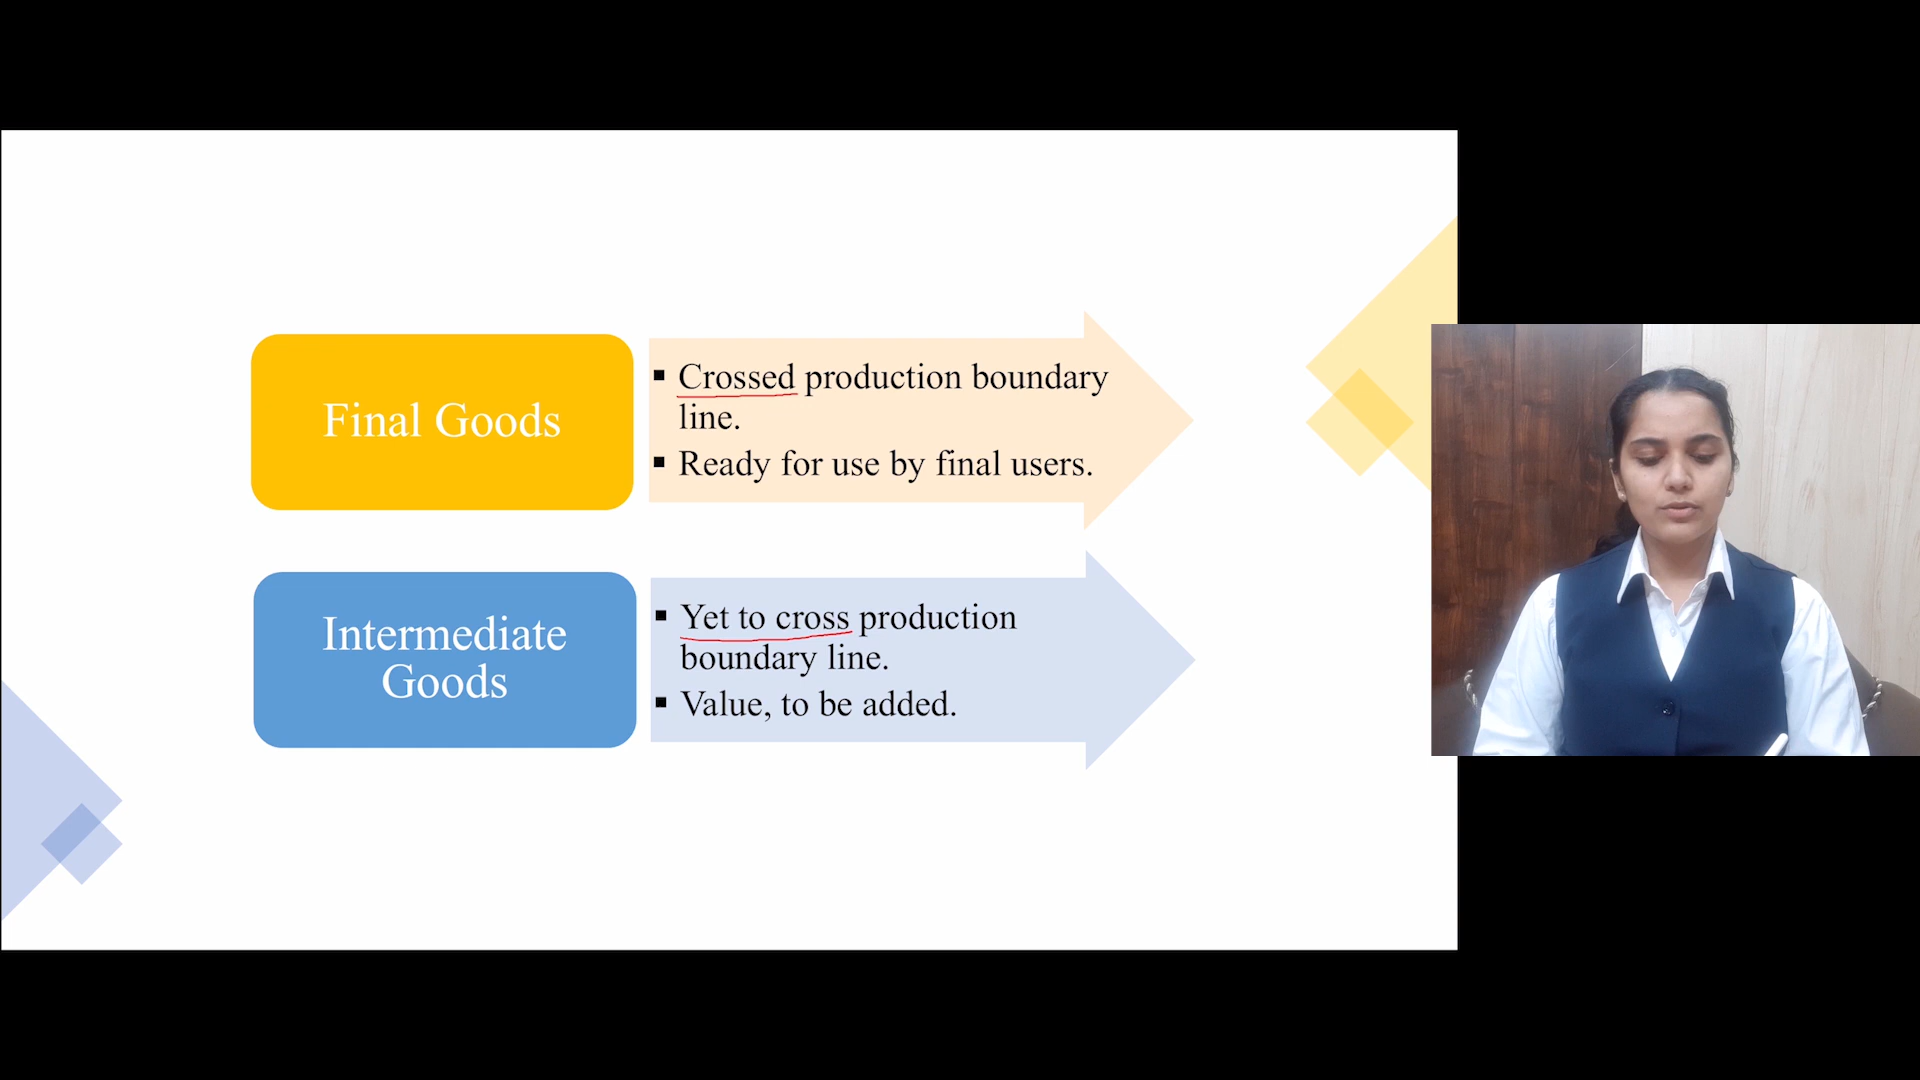 Final Goods
▪ Crossed production boundary
line.
▪ Ready for use by final users.
Intermediate
Goods
▪ Yet to cross production
boundary line.
▪ Value, to be added.